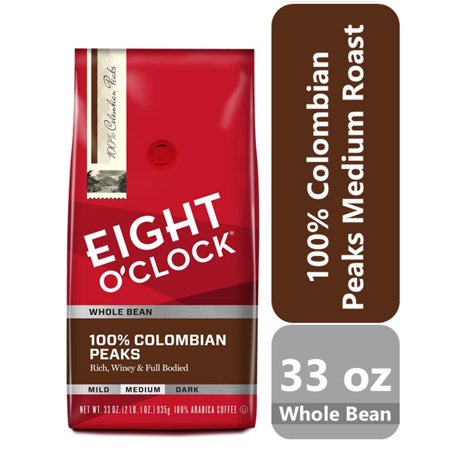 100% Colombian Peaks
EIGHT
O'CLOCK®
WHOLE BEAN
100% COLOMBIAN
PEAKS
Rich, Winey & Full Bodied
MILD MEDIUM DARK
NET WT. 33 OZ. (2 LB. 1 OZ.) 935g 100% ARABICA COFFEE
100% Colombian
Peaks Medium Roast
33 oz
Whole Bean